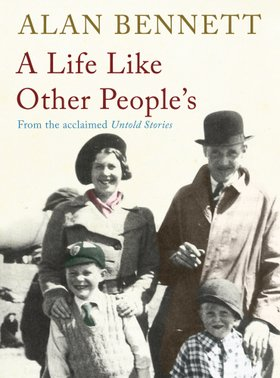 ALAN BENNETT
A Life Like
Other People's
From the acclaimed Untold Stories